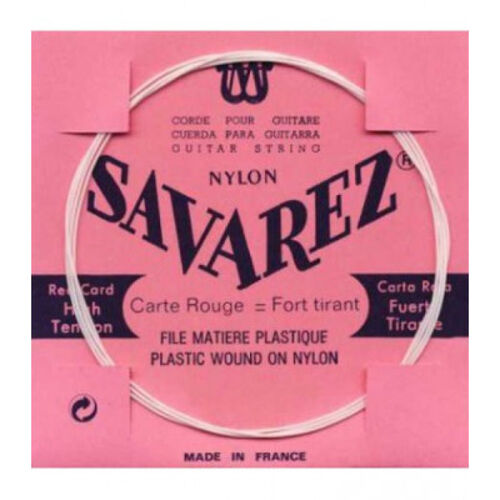 CORDE POUR GUITARE
CUERDA PARA GUITARRA
GUITAR STRING
NYLON
SAVAREZ®
Red Card
High
Tension
Carte Rouge = Fort tirant
Carta Roja
Fuerte
Tirante
FILE MATIERE PLASTIQUE
PLASTIC WOUND ON NYLON
MADE IN FRANCE